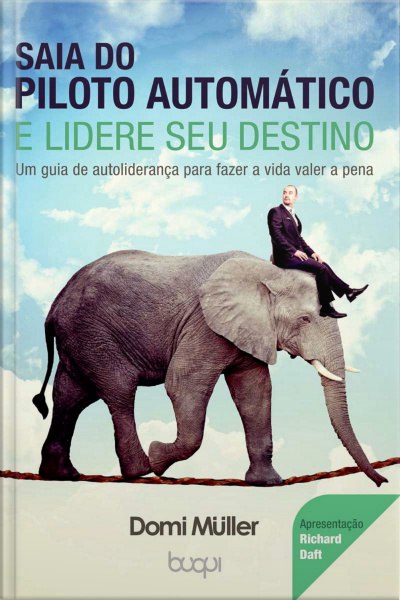 SAIA DO
PILOTO AUTOMÁTICO
E LIDERE SEU DESTINO
Um guia de autoliderança para fazer a vida valer a pena
Domi Müller
buqui
Apresentação
Richard
Daft